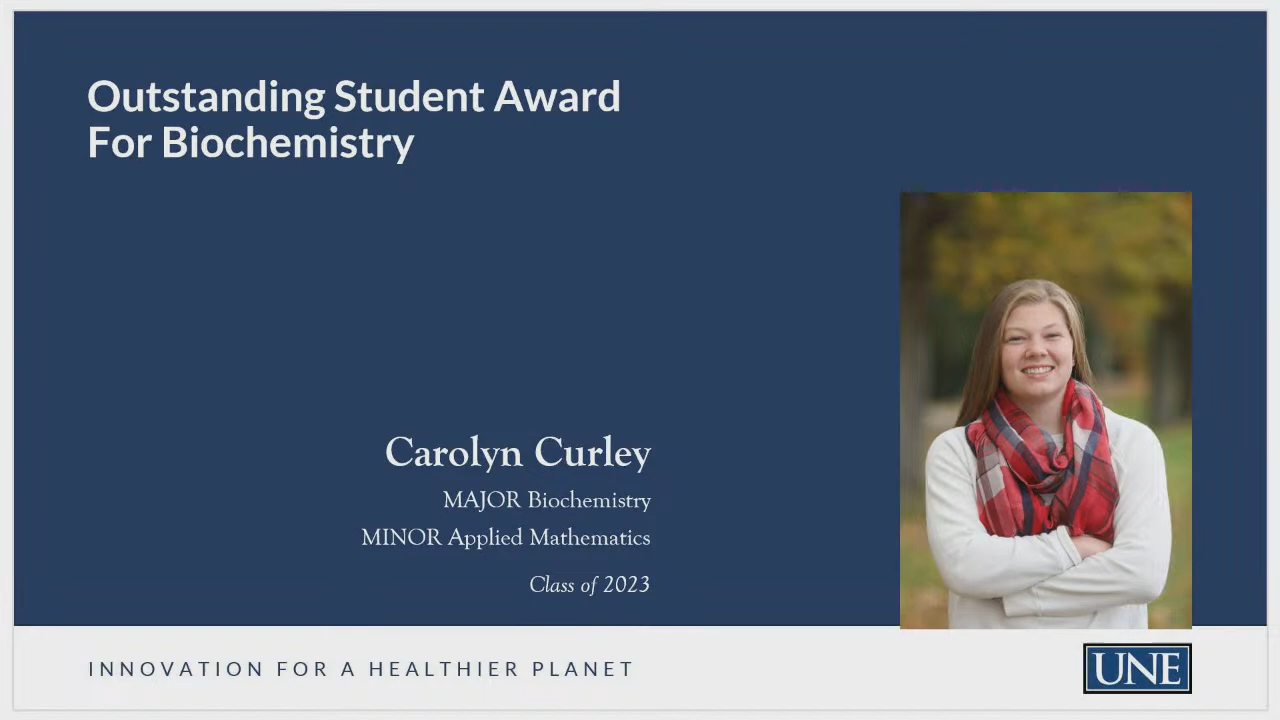 Outstanding Student Award
For Biochemistry
Carolyn Curley
MAJOR Biochemistry
MINOR Applied Mathematics
Class of 2023
INNOVATION FOR A HEALTHIER PLANET
UNE